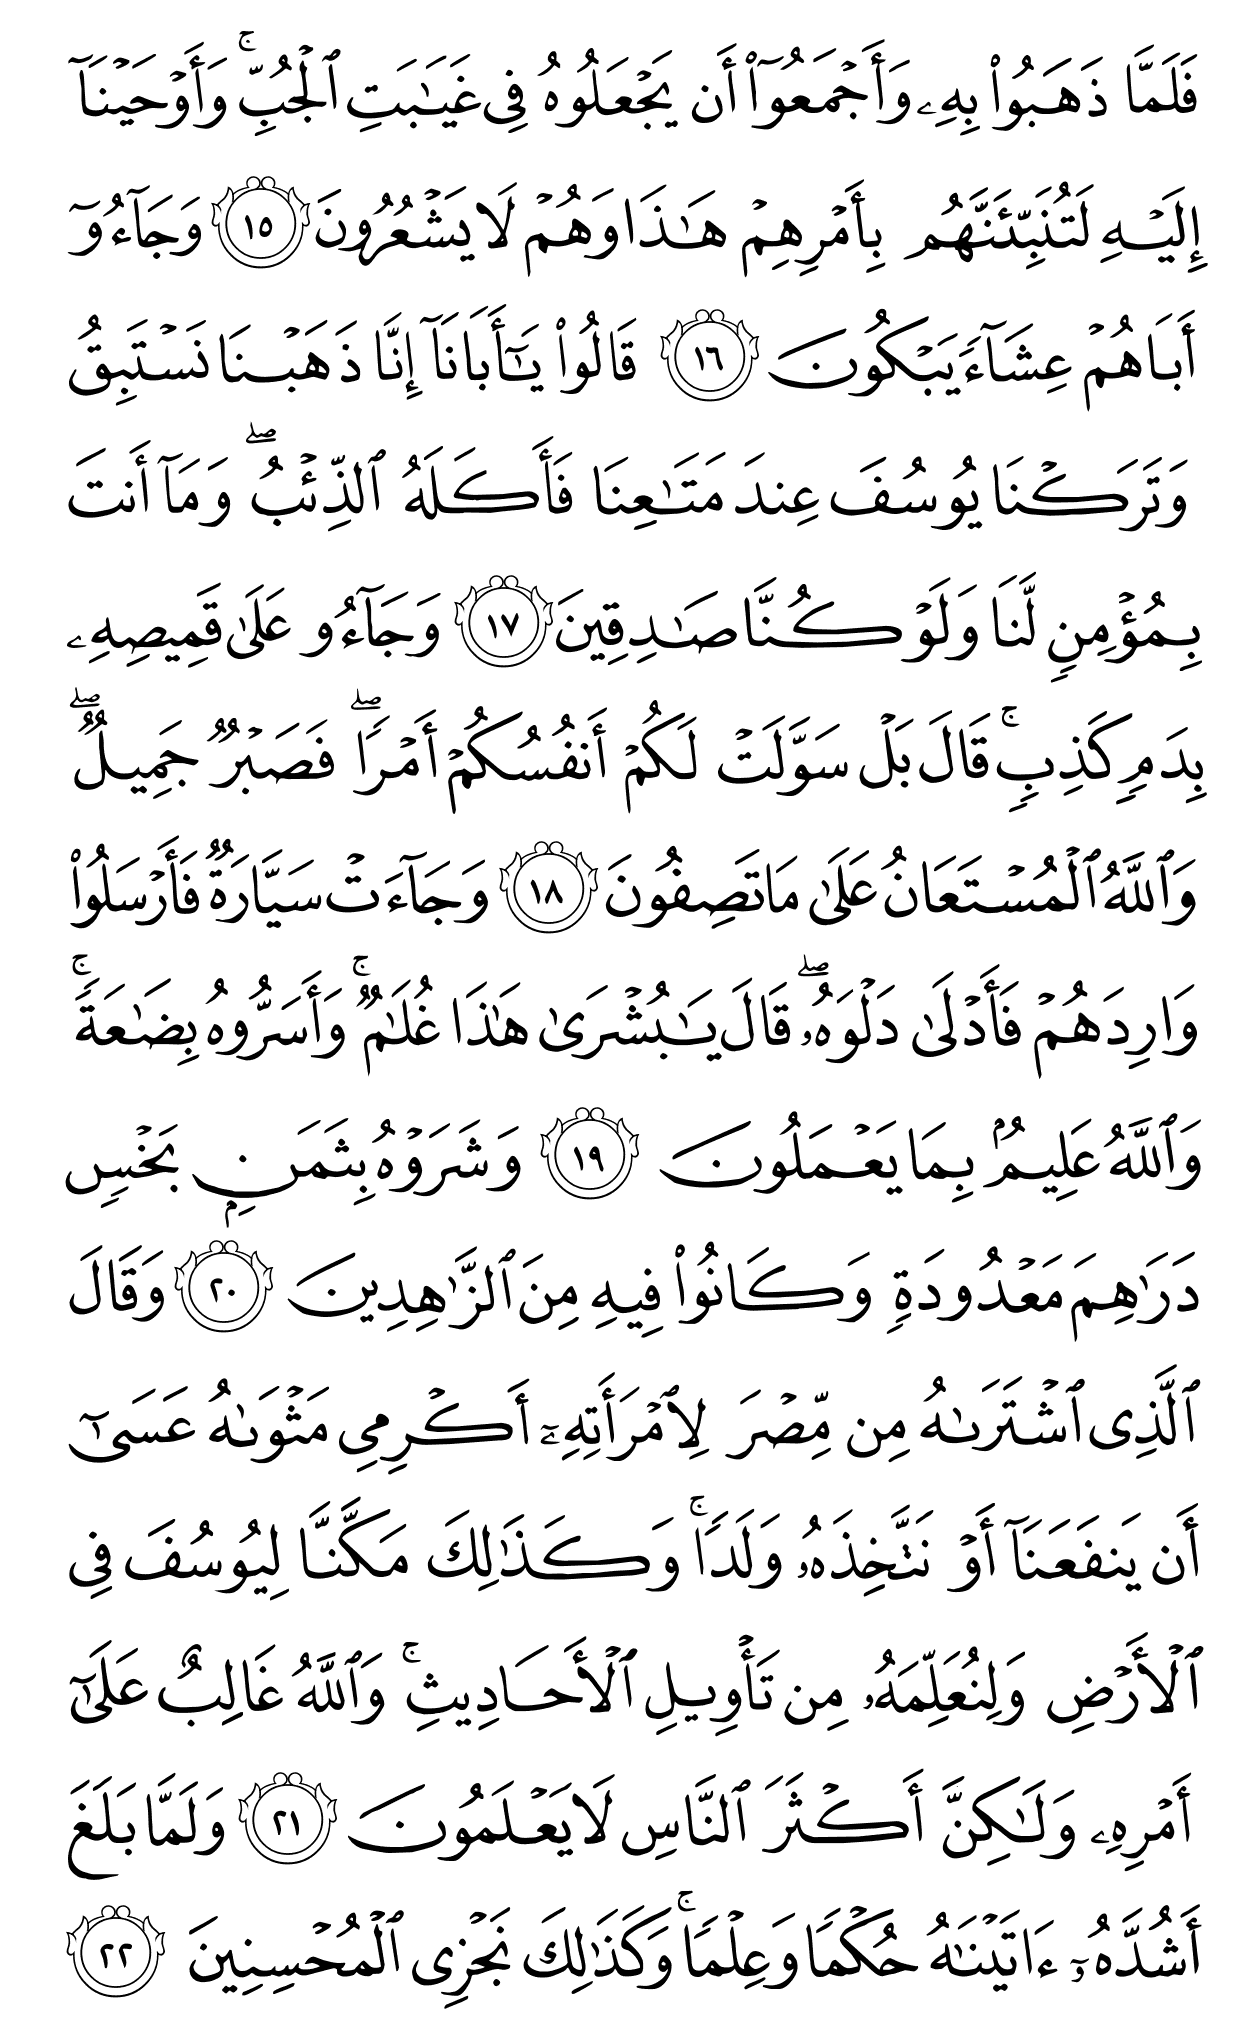 فَلَمَّا ذَهَبُوا۟ بِهِۦ وَأَجْمَعُوٓا۟ أَن يَجْعَلُوهُ فِى غَيَـٰبَتِ ٱلْجُبِّ ۚ وَأَوْحَيْنَآ
إِلَيْهِ لَتُنَبِّئَنَّهُم بِأَمْرِهِمْ هَـٰذَا وَهُمْ لَا يَشْعُرُونَ ١٥ وَجَآءُوٓ
أَبَاهُمْ عِشَآءً يَبْكُونَ ١٦ قَالُوا۟ يَـٰٓأَبَانَآ إِنَّا ذَهَبْنَا نَسْتَبِقُ
وَتَرَكْنَا يُوسُفَ عِندَ مَتَـٰعِنَا فَأَكَلَهُ ٱلذِّئْبُ ۖ وَمَآ أَنتَ
بِمُؤْمِنٍ لَّنَا وَلَوْ كُنَّا صَـٰدِقِينَ ١٧ وَجَآءُو عَلَىٰ قَمِيصِهِۦ
بِدَمٍ كَذِبٍ ۚ قَالَ بَلْ سَوَّلَتْ لَكُمْ أَنفُسُكُمْ أَمْرًا ۖ فَصَبْرٌ جَمِيلٌ ۖ
وَٱللَّهُ ٱلْمُسْتَعَانُ عَلَىٰ مَا تَصِفُونَ ١٨ وَجَآءَتْ سَيَّارَةٌ فَأَرْسَلُوا۟
وَارِدَهُمْ فَأَدْلَىٰ دَلْوَهُۥ ۖ قَالَ يَـٰبُشْرَىٰ هَـٰذَا غُلَـٰمٌ ۚ وَأَسَرُّوهُ بِضَـٰعَةً ۚ
وَٱللَّهُ عَلِيمٌۢ بِمَا يَعْمَلُونَ ١٩ وَشَرَوْهُ بِثَمَنٍۭ بَخْسٍ
دَرَٰهِمَ مَعْدُودَةٍ وَكَانُوا۟ فِيهِ مِنَ ٱلزَّٰهِدِينَ ٢٠ وَقَالَ
ٱلَّذِى ٱشْتَرَىٰهُ مِن مِّصْرَ لِٱمْرَأَتِهِۦٓ أَكْرِمِى مَثْوَىٰهُ عَسَىٰٓ
أَن يَنفَعَنَآ أَوْ نَتَّخِذَهُۥ وَلَدًا ۚ وَكَذَٰلِكَ مَكَّنَّا لِيُوسُفَ فِى
ٱلْأَرْضِ وَلِنُعَلِّمَهُۥ مِن تَأْوِيلِ ٱلْأَحَادِيثِ ۚ وَٱللَّهُ غَالِبٌ عَلَىٰٓ
أَمْرِهِۦ وَلَـٰكِنَّ أَكْثَرَ ٱلنَّاسِ لَا يَعْلَمُونَ ٢١ وَلَمَّا بَلَغَ
أَشُدَّهُۥٓ ءَاتَيْنَـٰهُ حُكْمًا وَعِلْمًا ۚ وَكَذَٰلِكَ نَجْزِى ٱلْمُحْسِنِينَ ٢٢